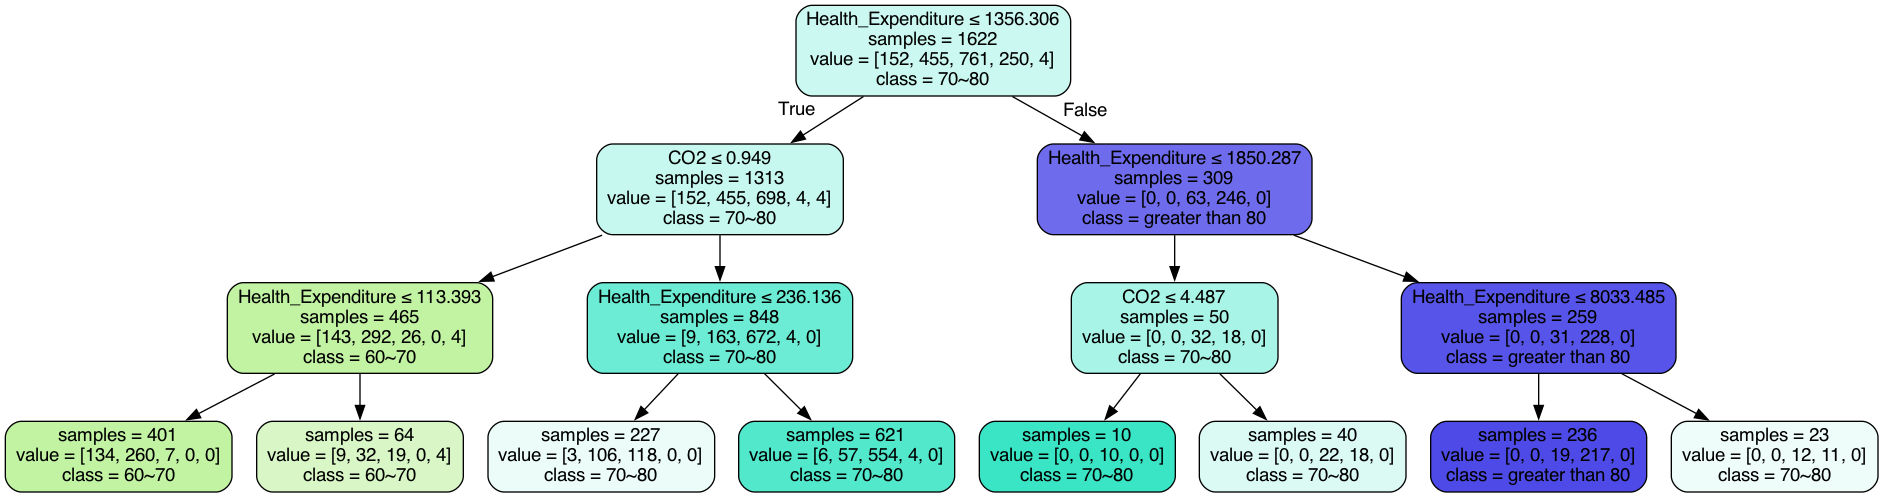 Health_Expenditure ≤ 1356.306
samples = 1622
value = [152, 455, 761, 250, 4]
class = 70~80
True
False
CO2 ≤ 0.949
samples = 1313
value = [152, 455, 698, 4, 4]
class = 70~80
Health_Expenditure ≤ 1850.287
samples = 309
value = [0, 0, 63, 246, 0]
class = greater than 80
Health_Expenditure ≤ 113.393
samples = 465
value = [143, 292, 26, 0, 4]
class = 60~70
Health_Expenditure ≤ 236.136
samples = 848
value = [9, 163, 672, 4, 0]
class = 70~80
CO2 ≤ 4.487
samples = 50
value = [0, 0, 32, 18, 0]
class = 70~80
Health_Expenditure ≤ 8033.485
samples = 259
value = [0, 0, 31, 228, 0]
class = greater than 80
samples = 401
value = [134, 260, 7, 0, 0]
class = 60~70
samples = 64
value = [9, 32, 19, 0, 4]
class = 60~70
samples = 227
value = [3, 106, 118, 0, 0]
class = 70~80
samples = 621
value = [6, 57, 554, 4, 0]
class = 70~80
samples = 10
value = [0, 0, 10, 0, 0]
class = 70~80
samples = 40
value = [0, 0, 22, 18, 0]
class = 70~80
samples = 236
value = [0, 0, 19, 217, 0]
class = greater than 80
samples = 23
value = [0, 0, 12, 11, 0]
class = 70~80